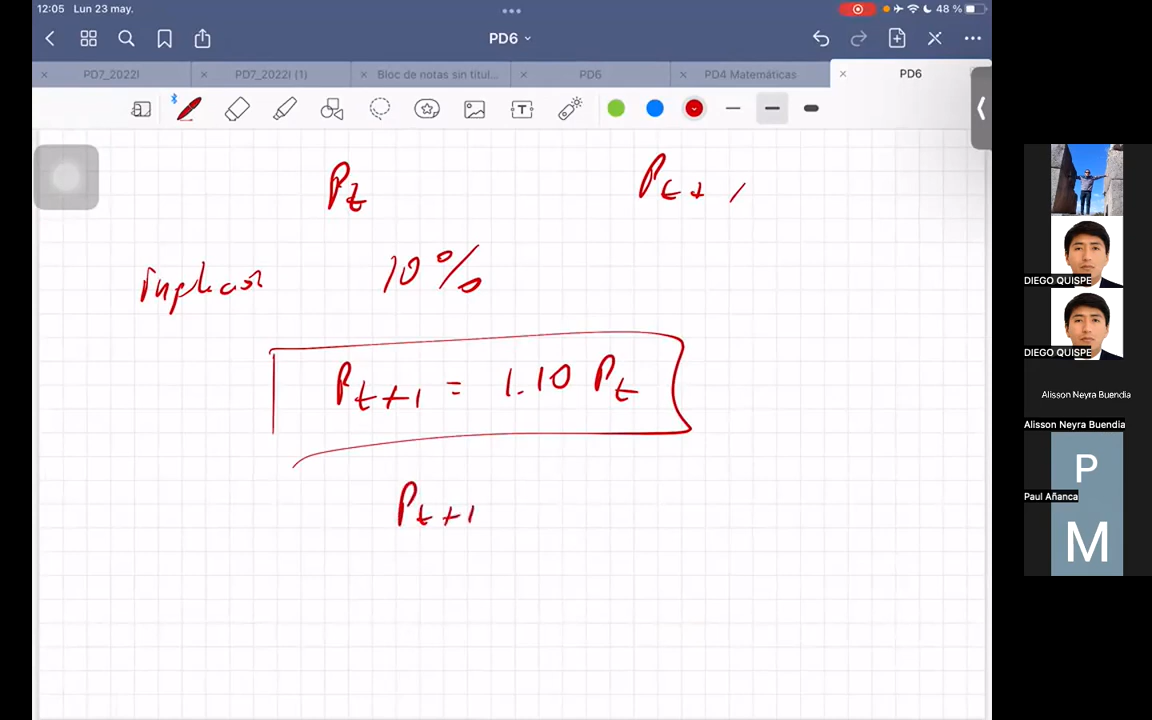 12:05 Lun 23 may. 48 %
PD6
PD7_2022I PD7_2022I (1) Bloc de notas sin titul... PD6 PD4 Matemáticas PD6
Pt Pt+1
10%
Pt+1 = 1.10 Pt
Pt+1
DIEGO QUISPE
DIEGO QUISPE
Alisson Neyra Buendia
Alisson Neyra Buendia
P
Paul Añanca
M